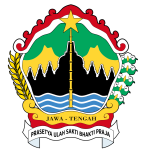 JAWA - TENGAH
PRASETYA ULAH SAKTI BHAKTI PRAJA